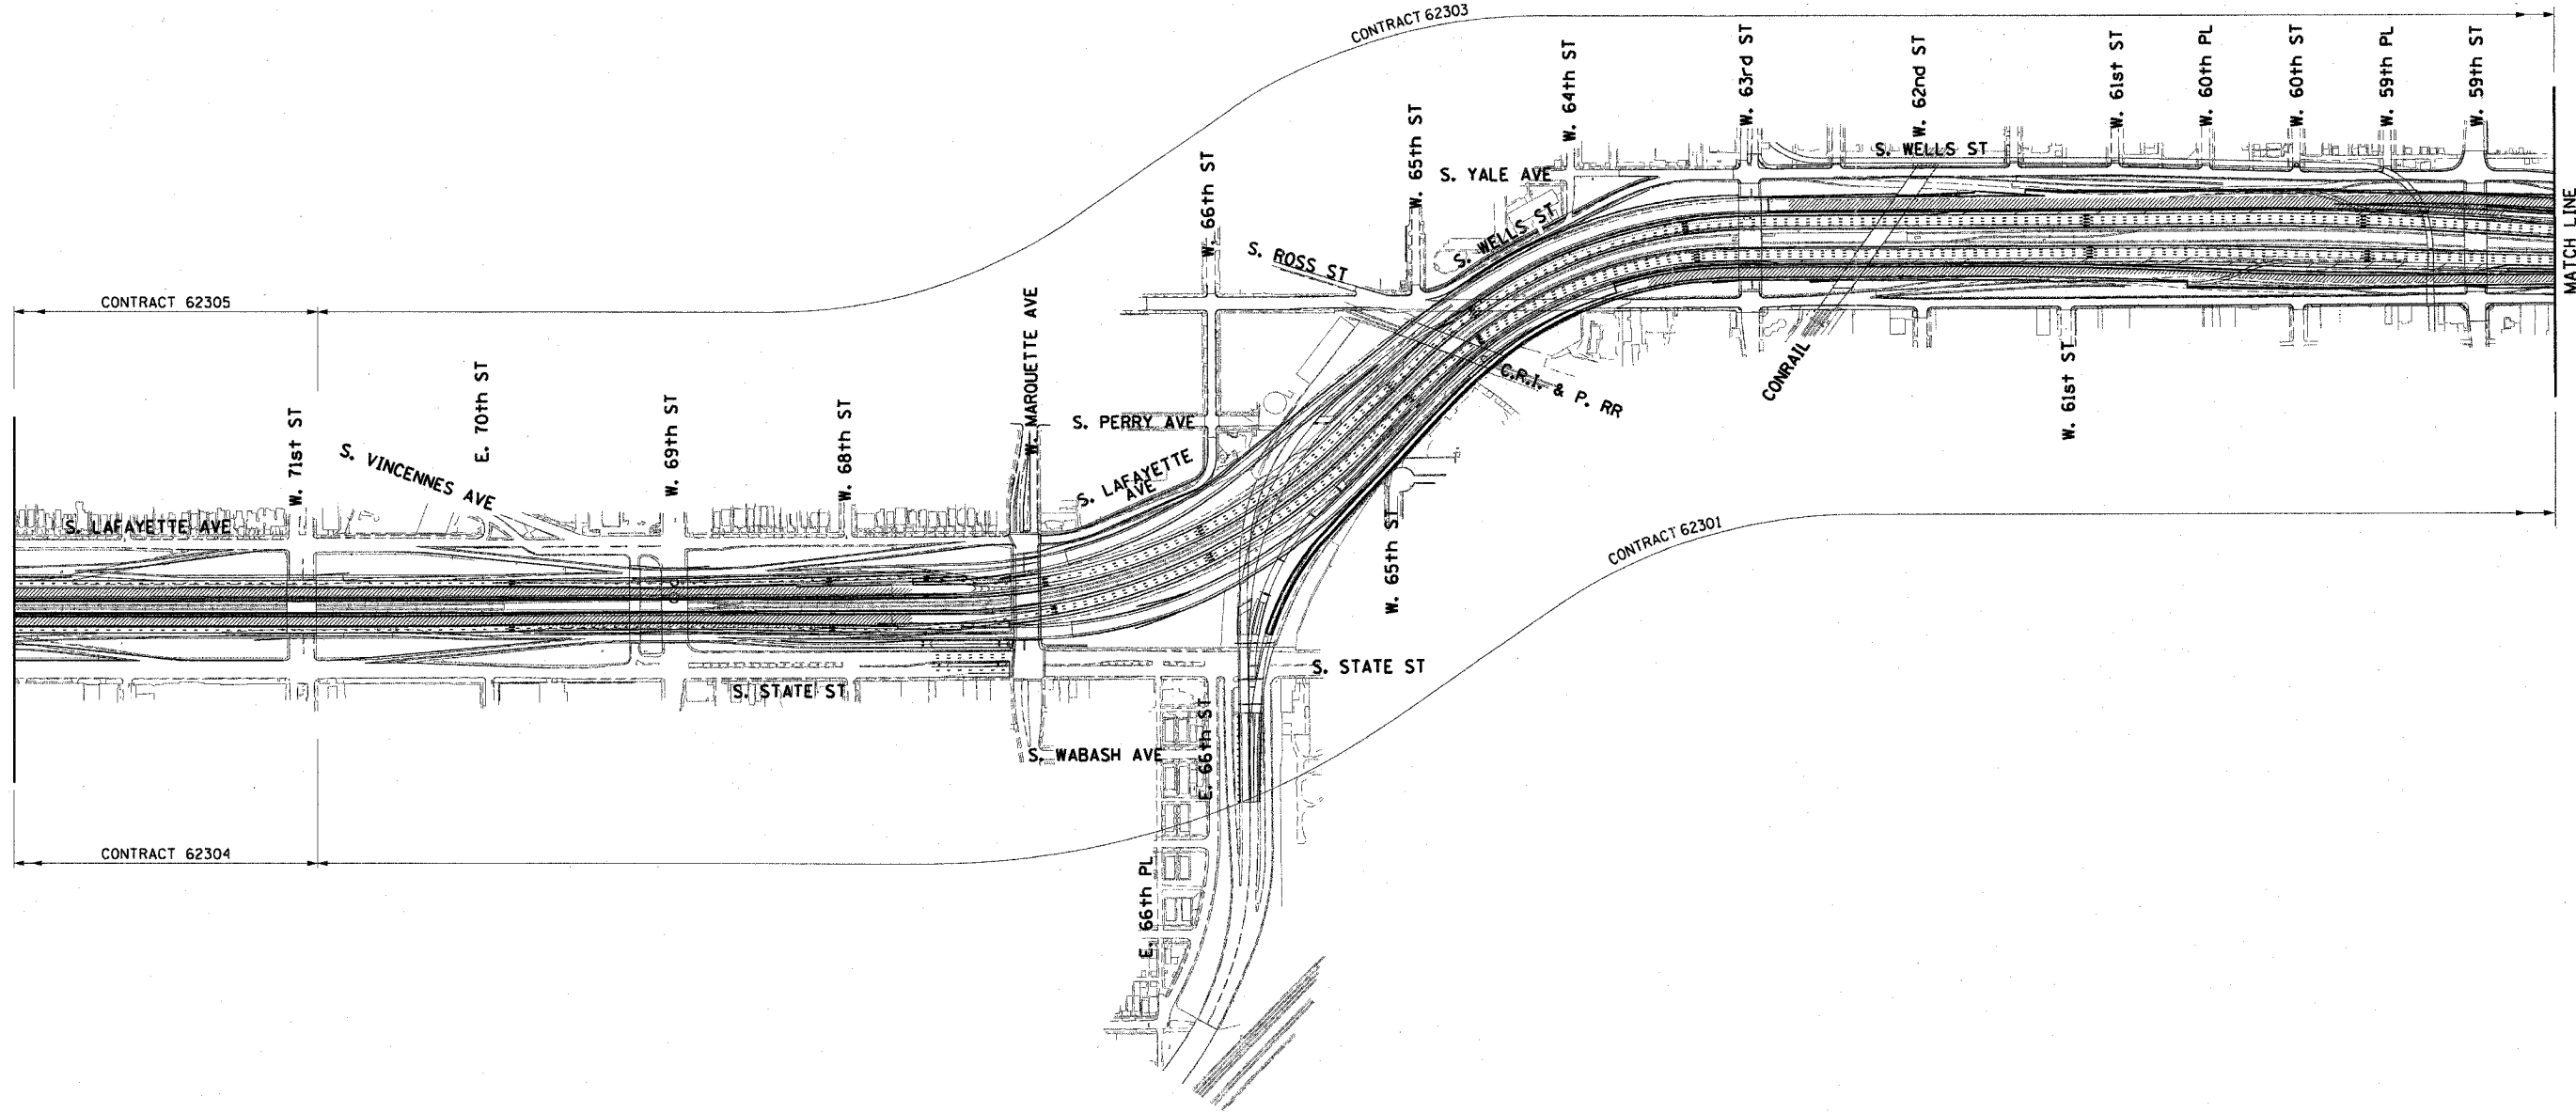 CONTRACT 62303
W. 64th ST
W. 63rd ST
W. 62nd ST
W. 61st ST
W. 60th PL
W. 60th ST
W. 59th PL
W. 59th ST
W. 65th ST
W. 66th ST
S. WELLS ST
S. YALE AVE
S. WELLS ST
MATCH LINE
S. ROSS ST
CONTRACT 62305
W. MARQUETTE AVE
C.R.I. & P. RR
CONRAIL
W. 61st ST
W. 71st ST
S. VINCENNES AVE
E. 70th ST
W. 69th ST
W. 68th ST
S. PERRY AVE
S. LAFAYETTE
AVE
S. LAFAYETTE AVE
W. 65th ST
CONTRACT 62301
S. STATE ST
S. STATE ST
S. WABASH AVE
E. 66th ST
CONTRACT 62304
E. 66th PL